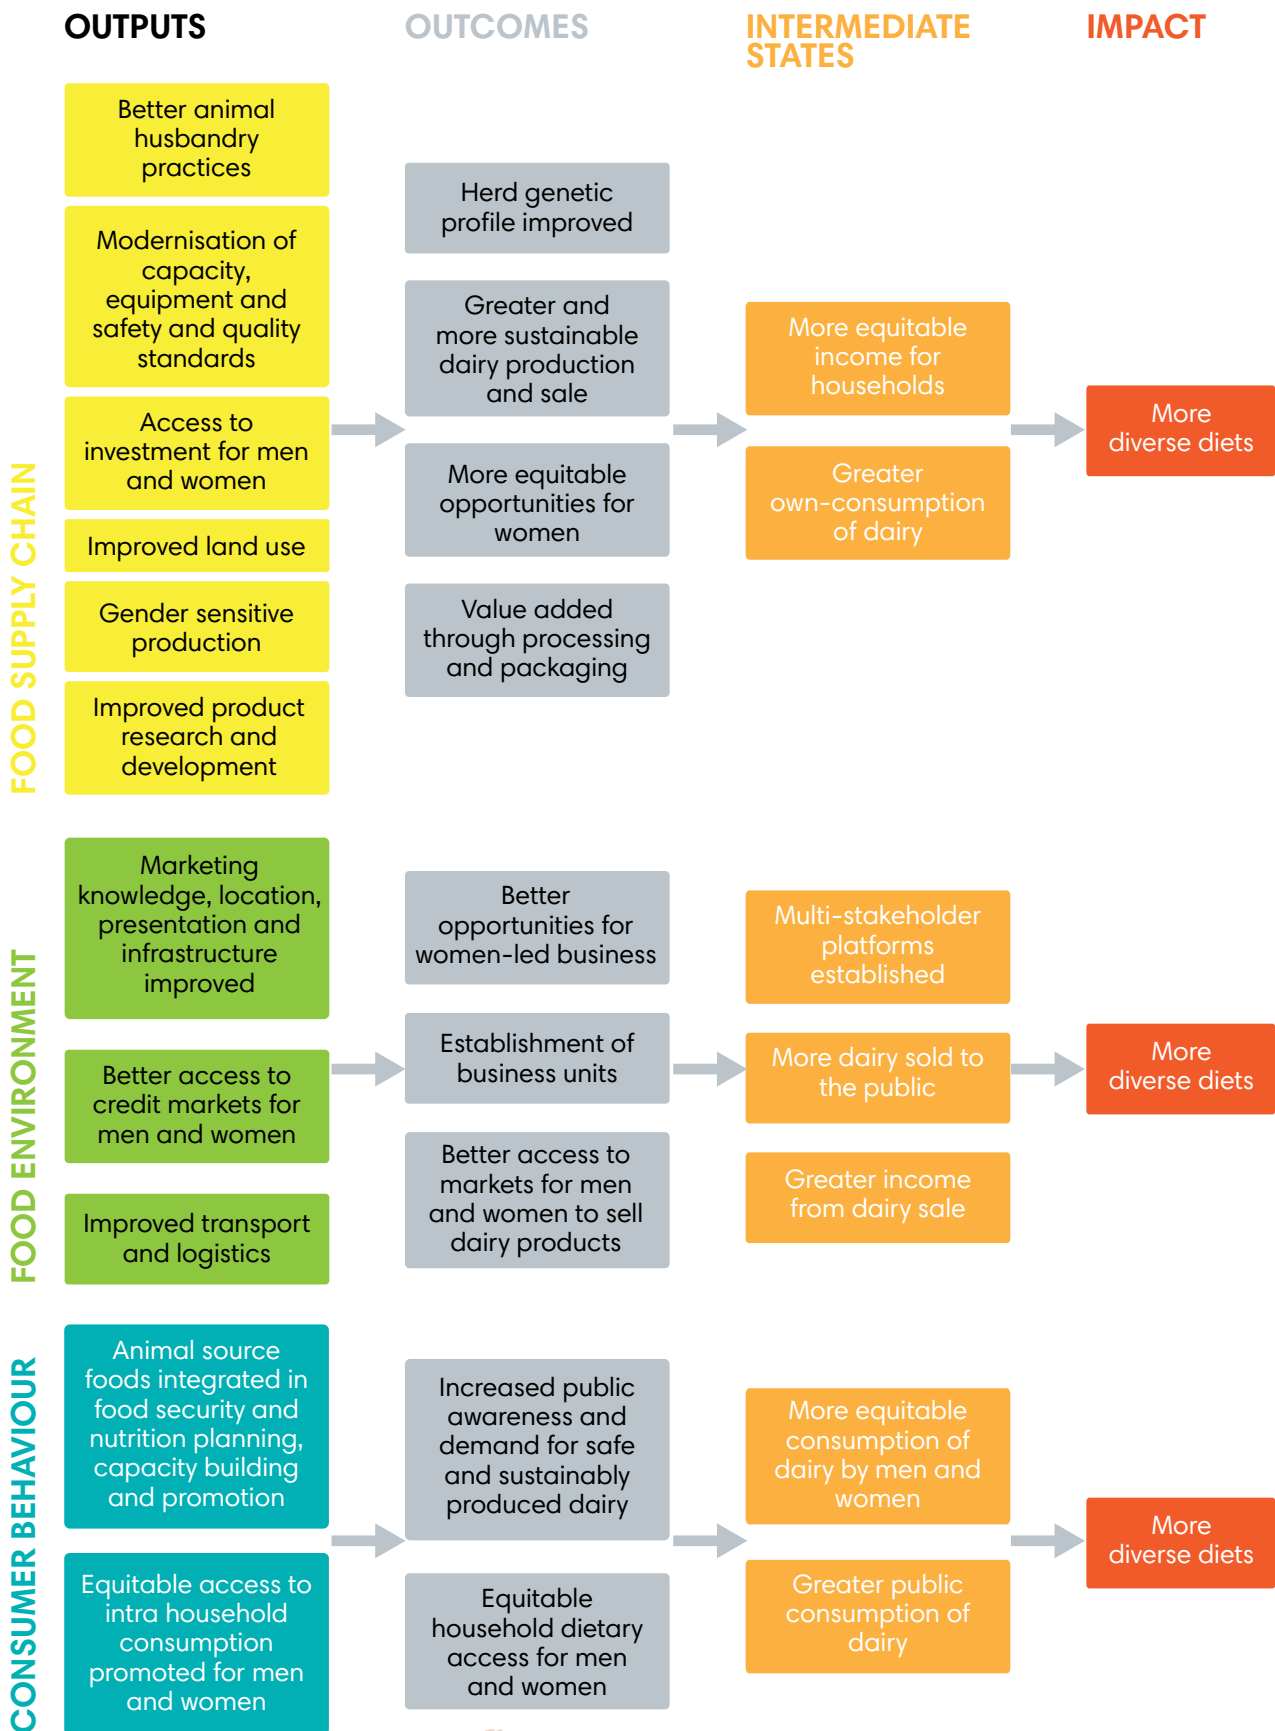 OUTPUTS
OUTCOMES
INTERMEDIATE
STATES
IMPACT
FOOD SUPPLY CHAIN
Better animal
husbandry
practices
Modernisation of
capacity,
equipment and
safety and quality
standards
Access to
investment for men
and women
Improved land use
Gender sensitive
production
Improved product
research and
development
Herd genetic
profile improved
Greater and
more sustainable
dairy production
and sale
More equitable
opportunities for
women
Value added
through processing
and packaging
More equitable
income for
households
Greater
own-consumption
of dairy
More
diverse diets
FOOD ENVIRONMENT
Marketing
knowledge, location,
presentation and
infrastructure
improved
Better access to
credit markets for
men and women
Improved transport
and logistics
Better
opportunities for
women-led business
Establishment of
business units
Better access to
markets for men
and women to sell
dairy products
Multi-stakeholder
platforms
established
More dairy sold to
the public
Greater income
from dairy sale
More
diverse diets
CONSUMER BEHAVIOUR
Animal source
foods integrated in
food security and
nutrition planning,
capacity building
and promotion
Equitable access to
intra household
consumption
promoted for men
and women
Increased public
awareness and
demand for safe
and sustainably
produced dairy
Equitable
household dietary
access for men
and women
More equitable
consumption of
dairy by men and
women
Greater public
consumption of
dairy
More
diverse diets